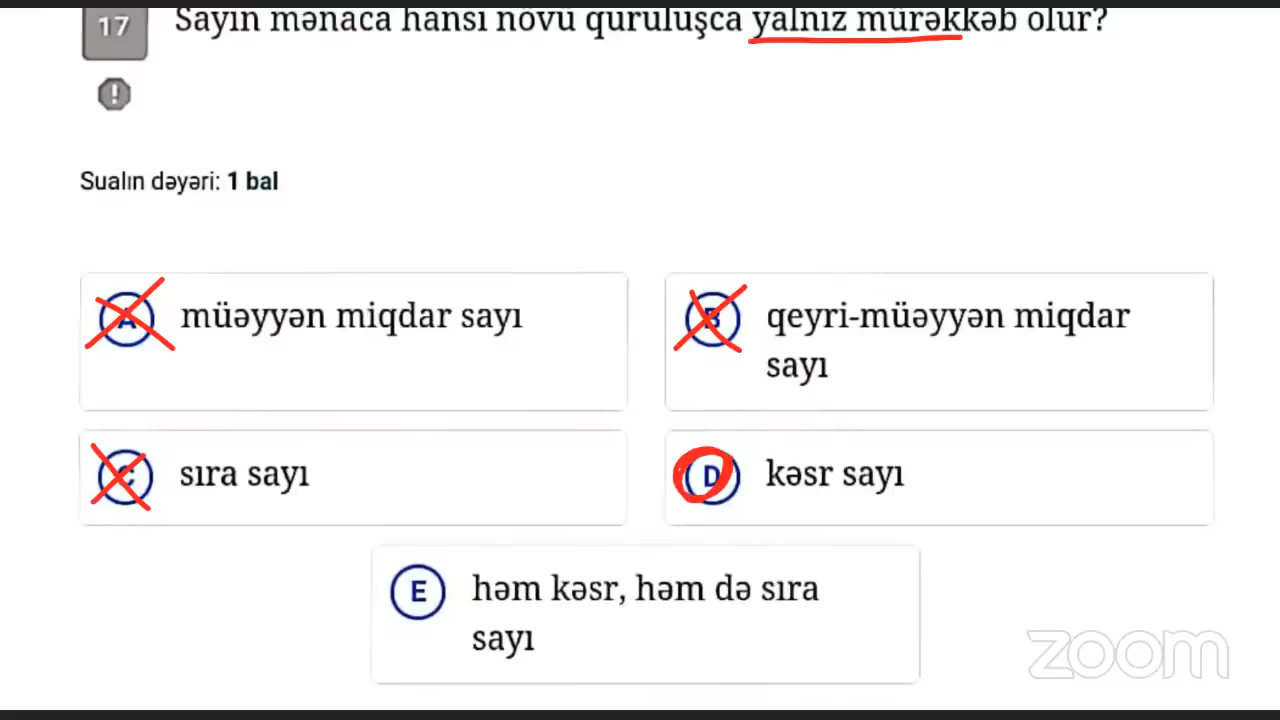 17 Sayın mənaca hansı növü quruluşca yalnız mürəkkəb olur?
Sualın dəyəri: 1 bal
A müəyyən miqdar sayı
B qeyri-müəyyən miqdar
sayı
C sıra sayı
D kəsr sayı
E həm kəsr, həm də sıra
sayı
zoom